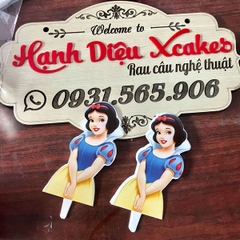 Welcome to
Hạnh Diệu Xcakes
Rau câu nghệ thuật
0931.565.906